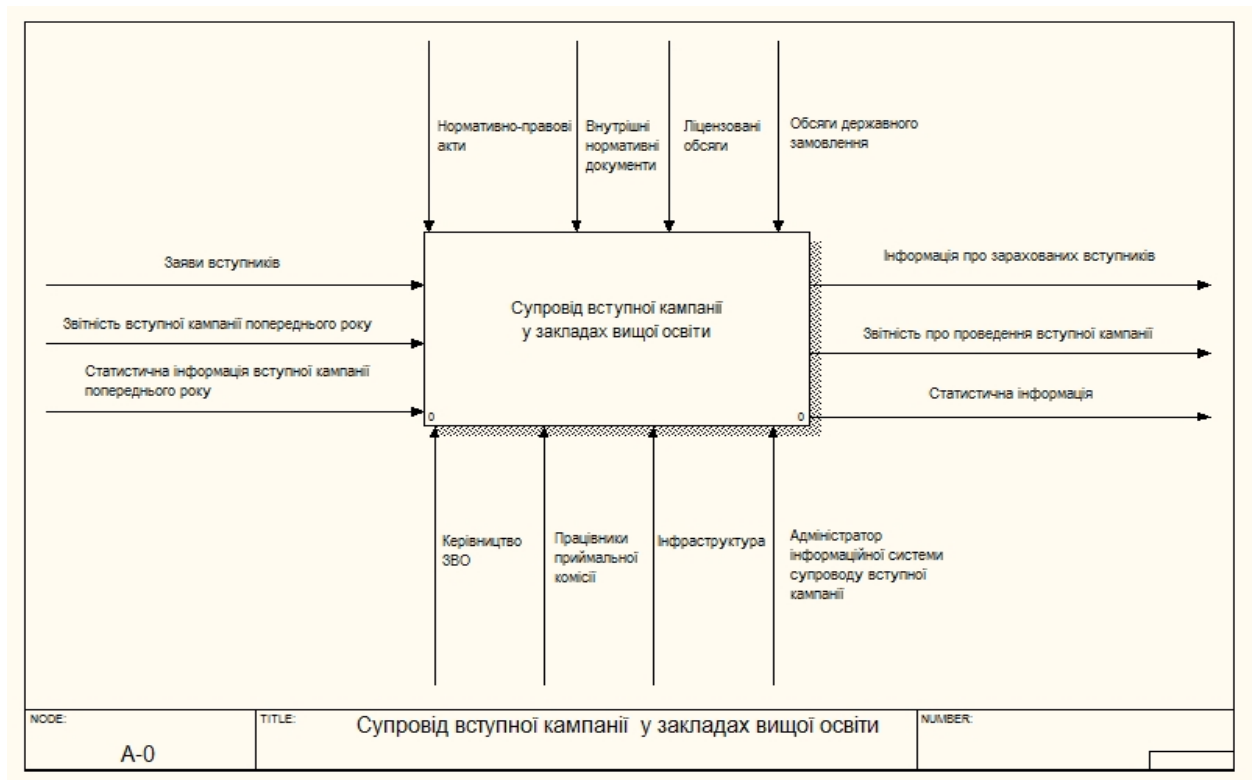 Нормативно-правові
акти
Внутрішні
нормативні
документи
Ліцензовані
обсяги
Обсяги державного
замовлення
Заяви вступників
Звітність вступної кампанії попереднього року
Статистична інформація вступної кампанії
попереднього року
Супровід вступної кампанії
у закладах вищої освіти
0
0
Інформація про зарахованих вступників
Звітність про проведення вступної кампанії
Статистична інформація
Керівництво
ЗВО
Працівники
приймальної
комісії
Інфраструктура
Адміністратор
інформаційної системи
супроводу вступної
кампанії
NODE:
A-0
TITLE:
Супровід вступної кампанії у закладах вищої освіти
NUMBER: